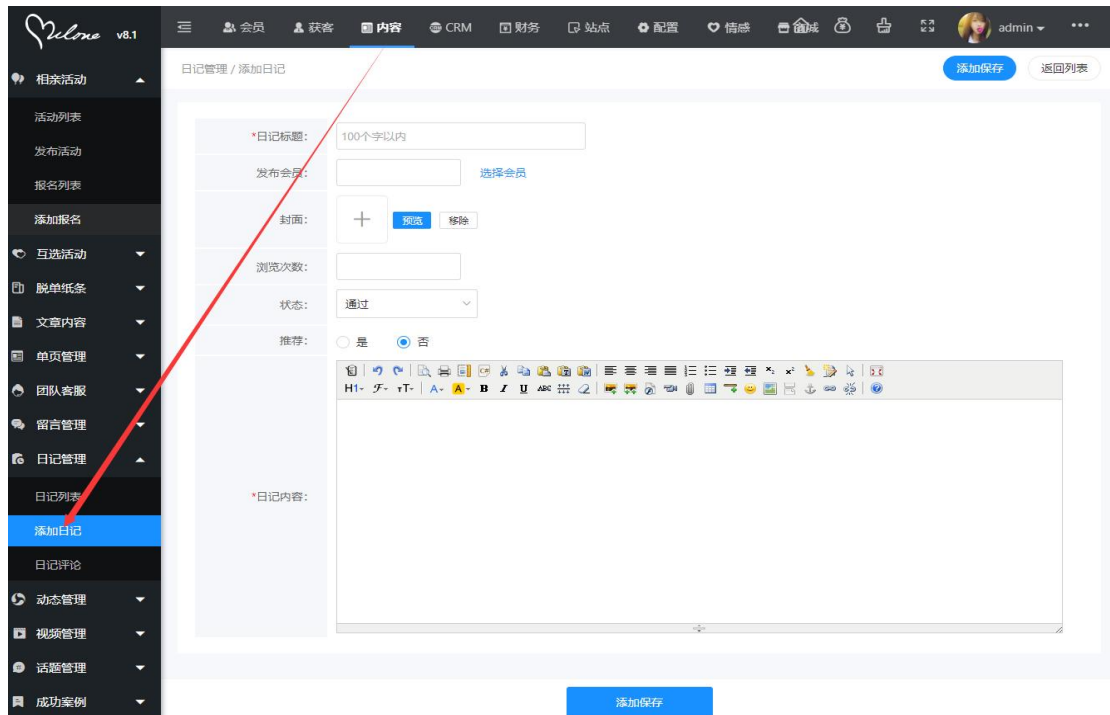 Milone v8.1
会员 获客 内容 CRM 财务 站点 配置 情感 商城 admin
日记管理 / 添加日记 添加保存 返回列表
相亲活动
活动列表
发布活动
报名列表
添加报名
互选活动
脱单纸条
文章内容
单页管理
团队客服
留言管理
日记管理
日记列表
添加日记
日记评论
动态管理
视频管理
话题管理
成功案例
*日记标题: 100个字以内
发布会员: 选择会员
封面: 预览 移除
浏览次数:
状态: 通过
推荐: 是 否
H1 F TT A A B I U ABC
*日记内容:
添加保存